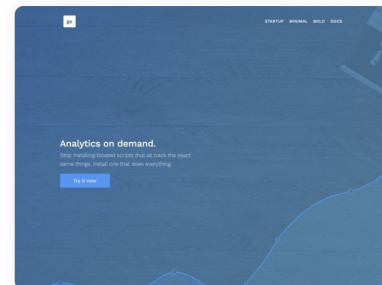 go
STARTUP MINIMAL BOLD DOCS
Analytics on demand.
Stop installing bloated scripts that all track the exact
same things. Install one that does everything.
Try it now